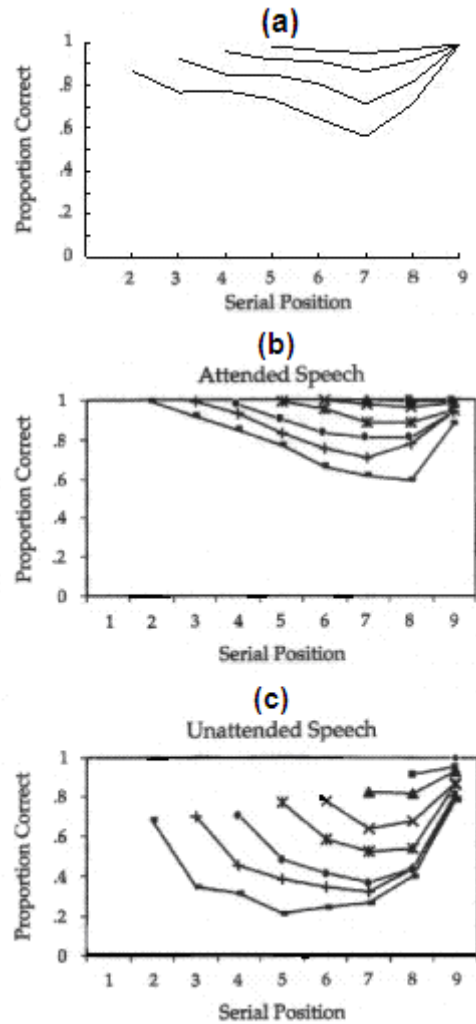 (a)
Proportion Correct
1
.8
.6
.4
.2
0
2 3 4 5 6 7 8 9
Serial Position
(b)
Attended Speech
Proportion Correct
1
.8
.6
.4
.2
0
1 2 3 4 5 6 7 8 9
Serial Position
(c)
Unattended Speech
Proportion Correct
1
.8
.6
.4
.2
0
1 2 3 4 5 6 7 8 9
Serial Position